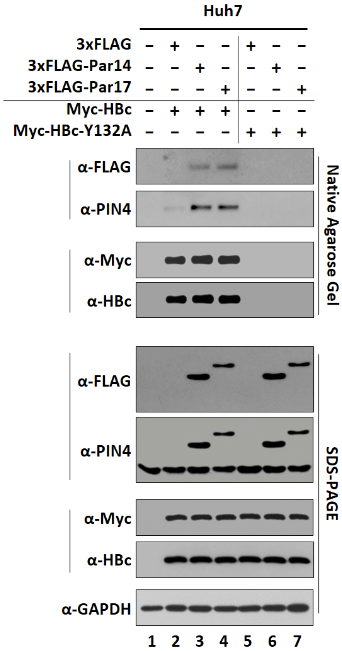 Huh7
3xFLAG – + – – + – –
3xFLAG-Par14 – – + – – + –
3xFLAG-Par17 – – – + – – +
Myc-HBc – + + + – – –
Myc-HBc-Y132A – – – – + + +
α-FLAG
α-PIN4
α-Myc
α-HBc
Native Agarose Gel
α-FLAG
α-PIN4
α-Myc
α-HBc
α-GAPDH
SDS-PAGE
1 2 3 4 5 6 7